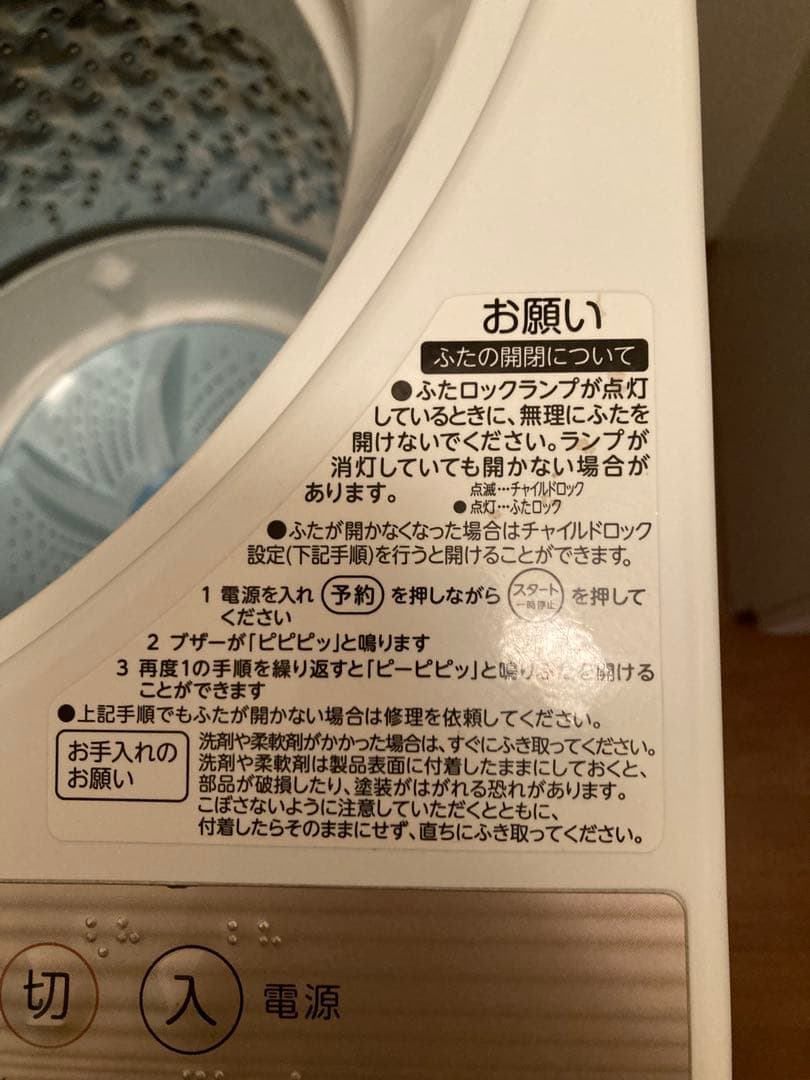 お願い
ふたの開閉について
●ふたロックランプが点灯
しているときに、無理にふたを
開けないでください。ランプが
消灯していても開かない場合が
あります。
点滅…チャイルドロック
●点灯…ふたロック
●ふたが開かなくなった場合はチャイルドロック
設定(下記手順)を行うと開けることができます。
1 電源を入れ 予約 を押しながら スタート 一時停止 を押して
ください
2 ブザーが「ピピピッ」と鳴ります
3 再度1の手順を繰り返すと「ピーピピッ」と鳴りふたを開ける
ことができます
●上記手順でもふたが開かない場合は修理を依頼してください。
お手入れの
お願い
洗剤や柔軟剤がかかった場合は、すぐにふき取ってください。
洗剤や柔軟剤は製品表面に付着したままにしておくと、
部品が破損したり、塗装がはがれる恐れがあります。
こぼさないように注意していただくとともに、
付着したらそのままにせず、直ちにふき取ってください。
切 入 電源